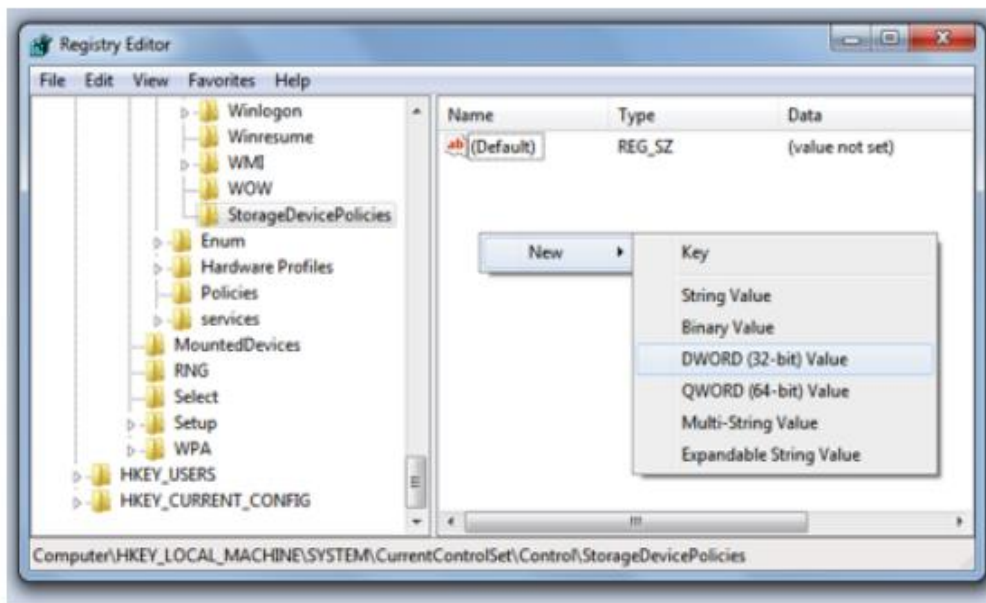 Registry Editor
File Edit View Favorites Help
Winlogon
Winresume
WMI
WOW
StorageDevicePolicies
Enum
Hardware Profiles
Policies
services
MountedDevices
RNG
Select
Setup
WPA
HKEY_USERS
HKEY_CURRENT_CONFIG
Name Type Data
ab (Default) REG_SZ (value not set)
New
Key
String Value
Binary Value
DWORD (32-bit) Value
QWORD (64-bit) Value
Multi-String Value
Expandable String Value
Computer\HKEY_LOCAL_MACHINE\SYSTEM\CurrentControlSet\Control\StorageDevicePolicies